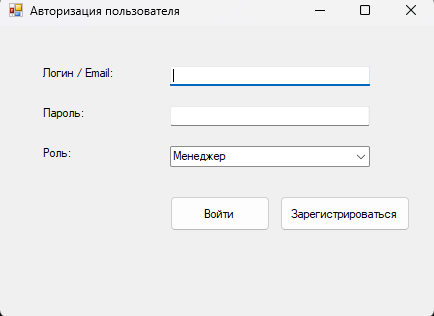 Авторизация пользователя
Логин / Email:
Пароль:
Роль: Менеджер
Войти Зарегистрироваться